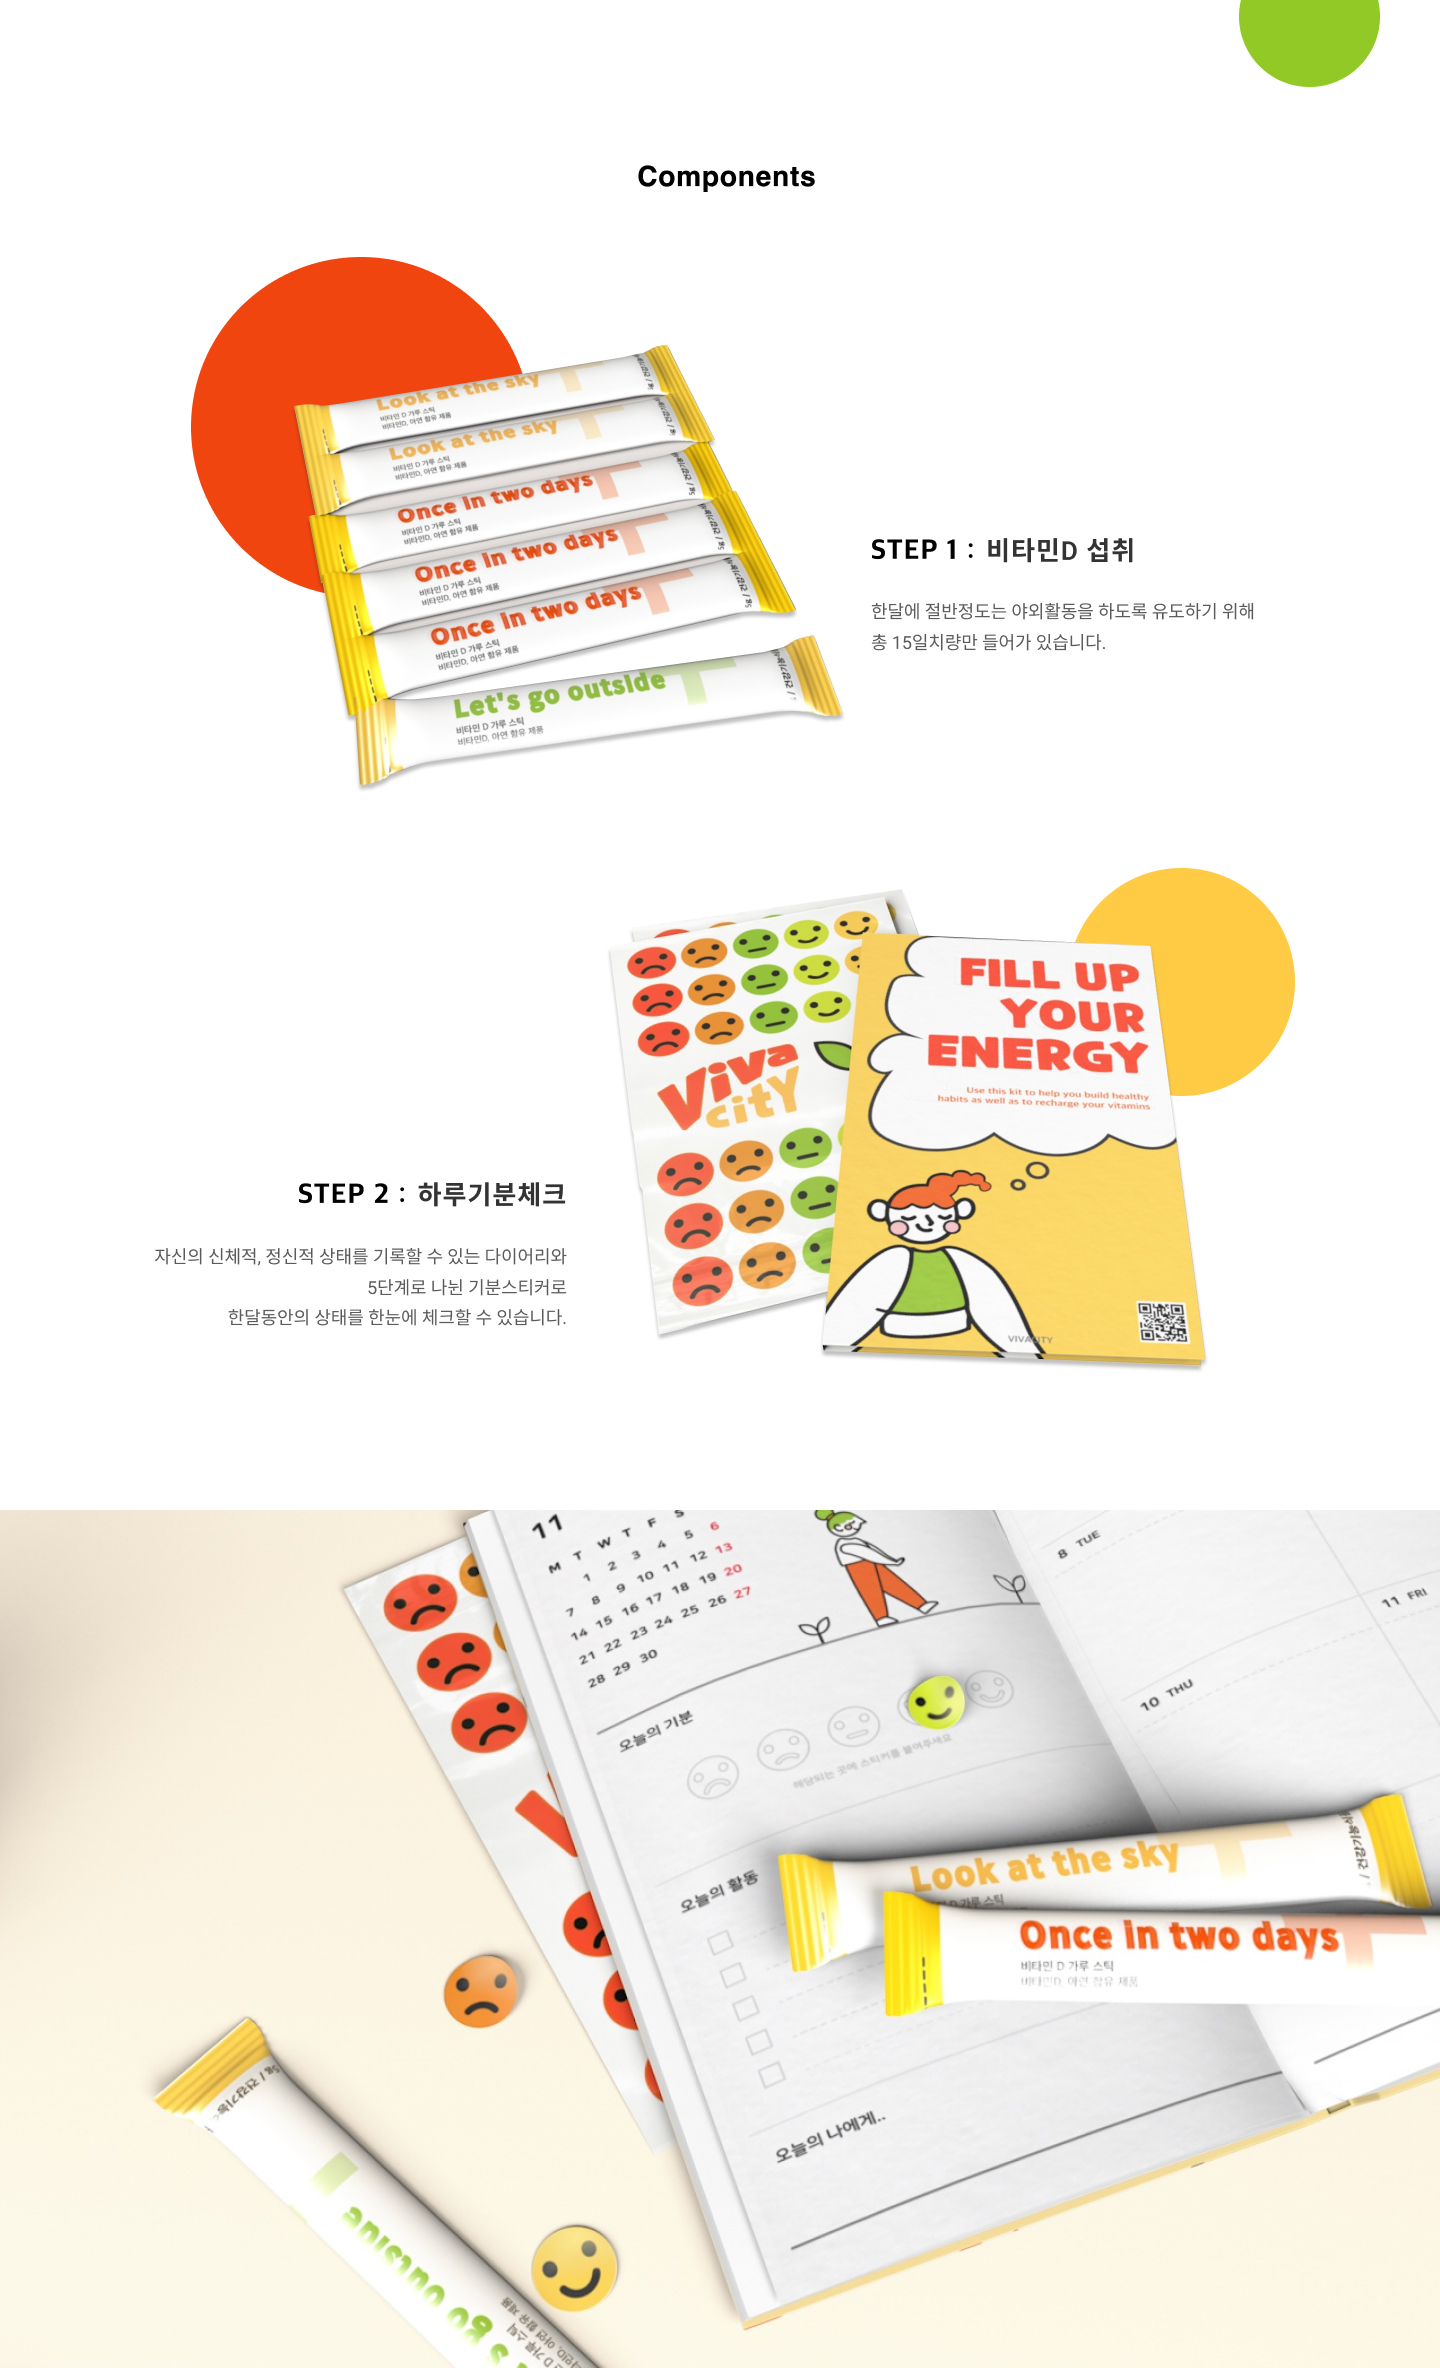 Components
Look at the sky
비타민 D 가루 스틱
비타민D, 아연 함유 제품
Look at the sky
비타민 D 가루 스틱
비타민D, 아연 함유 제품
Once in two days
비타민 D 가루 스틱
비타민D, 아연 함유 제품
Once in two days
비타민 D 가루 스틱
비타민D, 아연 함유 제품
Once in two days
비타민 D 가루 스틱
비타민D, 아연 함유 제품
Let's go outside
비타민 D 가루 스틱
비타민D, 아연 함유 제품
STEP 1 : 비타민D 섭취
한달에 절반정도는 야외활동을 하도록 유도하기 위해
총 15일치량만 들어가 있습니다.
Viva
city
FILL UP
YOUR
ENERGY
Use this kit to help you build healthy
habits as well as to recharge your vitamins
VIVACITY
STEP 2 : 하루기분체크
자신의 신체적, 정신적 상태를 기록할 수 있는 다이어리와
5단계로 나뉜 기분스티커로
한달동안의 상태를 한눈에 체크할 수 있습니다.
11
M T W T F S
1 2 3 4 5 6
7 8 9 10 11 12 13
14 15 16 17 18 19 20
21 22 23 24 25 26 27
28 29 30
8 TUE
11 FRI
10 THU
오늘의 기분
해당되는 곳에 스티커를 붙여주세요
오늘의 활동
Look at the sky
D 가루 스틱
Once in two days
비타민 D 가루 스틱
비타민D, 아연 함유 제품
오늘의 나에게..
5g / 건강기능
go outside
D 가루 스틱
아연 함유 제품